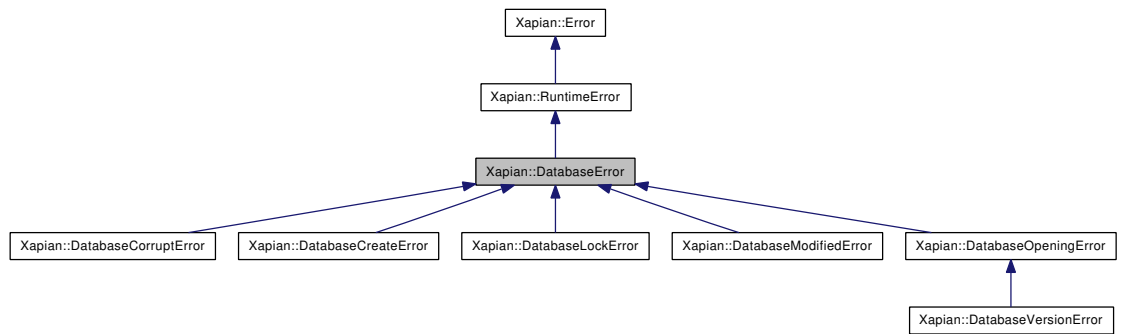 Xapian::Error
Xapian::RuntimeError
Xapian::DatabaseError
Xapian::DatabaseCorruptError
Xapian::DatabaseCreateError
Xapian::DatabaseLockError
Xapian::DatabaseModifiedError
Xapian::DatabaseOpeningError
Xapian::DatabaseVersionError